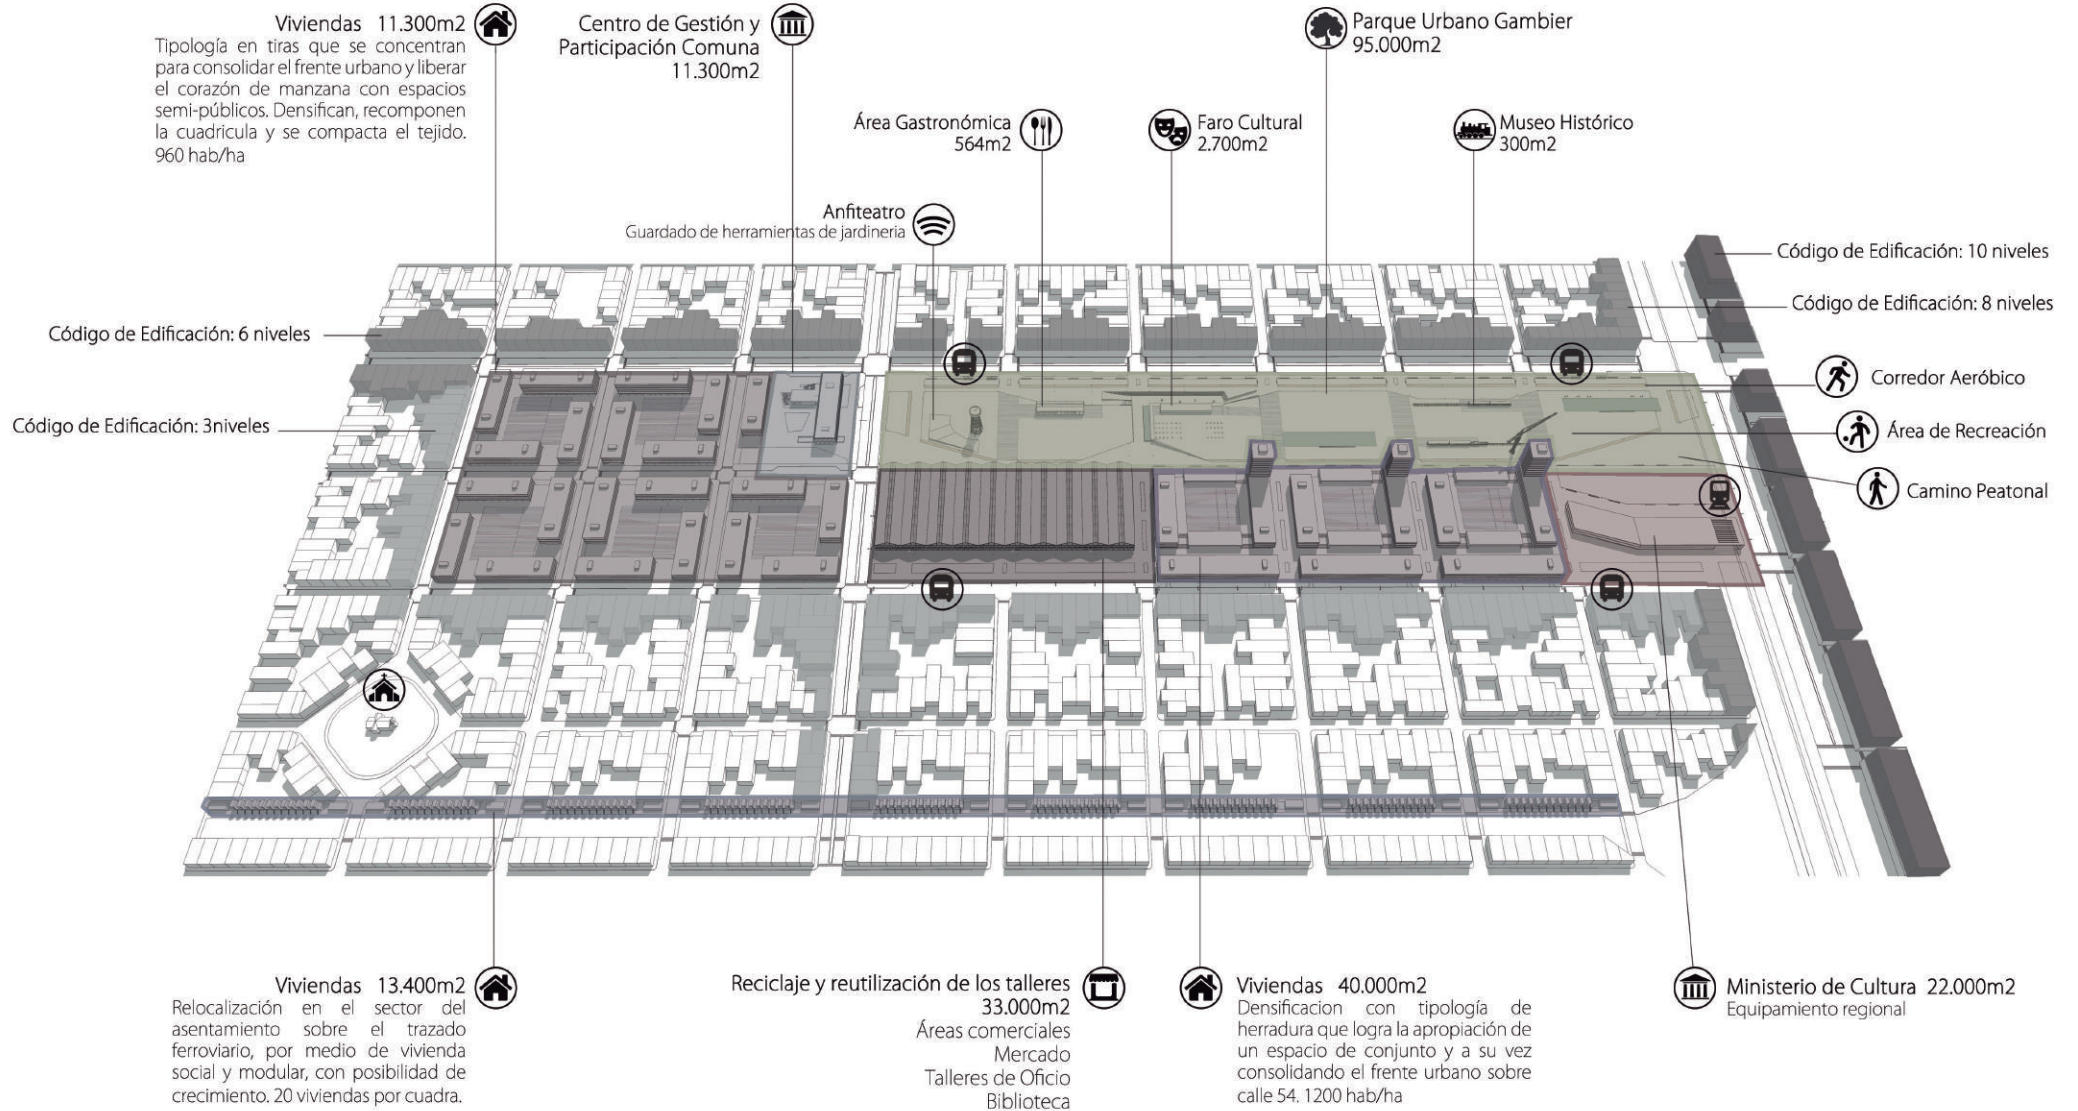 Viviendas 11.300m2
Tipología en tiras que se concentran
para consolidar el frente urbano y liberar
el corazón de manzana con espacios
semi-públicos. Densifican, recomponen
la cuadricula y se compacta el tejido.
960 hab/ha
Centro de Gestión y
Participación Comuna
11.300m2
Parque Urbano Gambier
95.000m2
Área Gastronómica
564m2
Faro Cultural
2.700m2
Museo Histórico
300m2
Anfiteatro
Guardado de herramientas de jardineria
Código de Edificación: 10 niveles
Código de Edificación: 8 niveles
Código de Edificación: 6 niveles
Corredor Aeróbico
Código de Edificación: 3niveles
Área de Recreación
Camino Peatonal
Viviendas 13.400m2
Relocalización en el sector del
asentamiento sobre el trazado
ferroviario, por medio de vivienda
social y modular, con posibilidad de
crecimiento. 20 viviendas por cuadra.
Reciclaje y reutilización de los talleres
33.000m2
Áreas comerciales
Mercado
Talleres de Oficio
Biblioteca
Viviendas 40.000m2
Densificacion con tipología de
herradura que logra la apropiación de
un espacio de conjunto y a su vez
consolidando el frente urbano sobre
calle 54. 1200 hab/ha
Ministerio de Cultura 22.000m2
Equipamiento regional